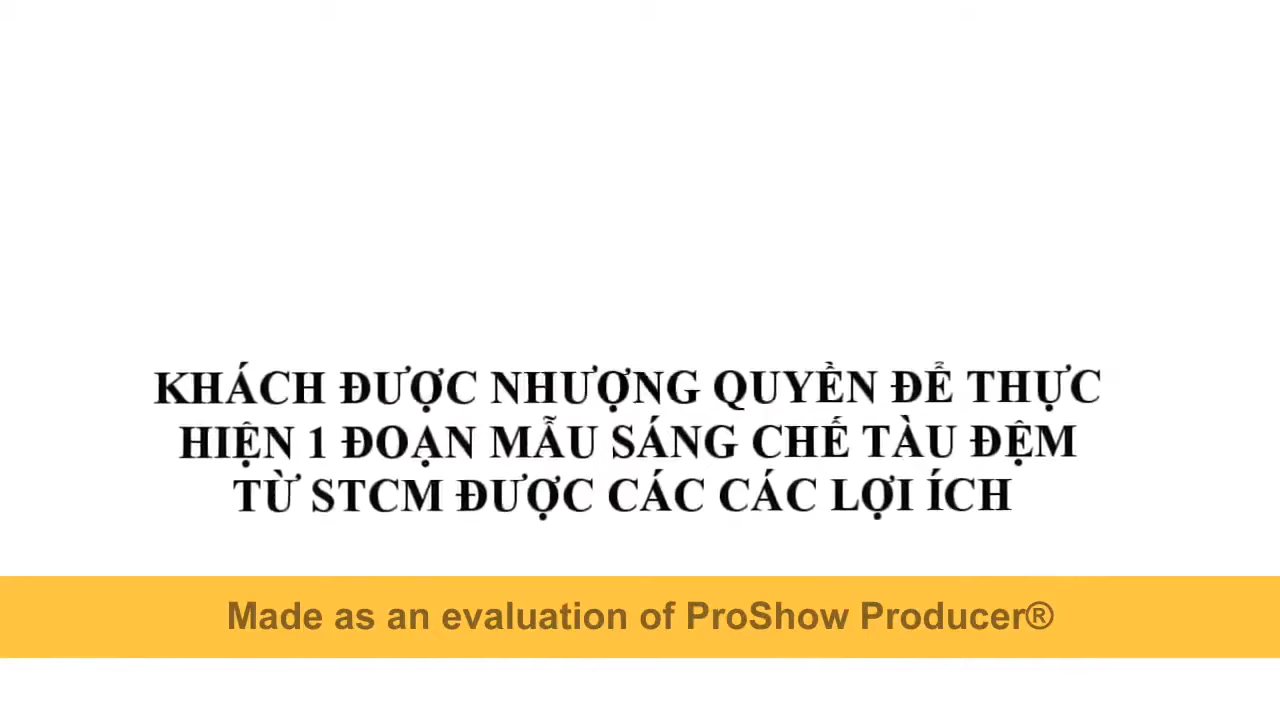 KHÁCH ĐƯỢC NHƯỢNG QUYỀN ĐỂ THỰC
HIỆN 1 ĐOẠN MẪU SÁNG CHẾ TÀU ĐỆM
TỪ STCM ĐƯỢC CÁC CÁC LỢI ÍCH
Made as an evaluation of ProShow Producer®